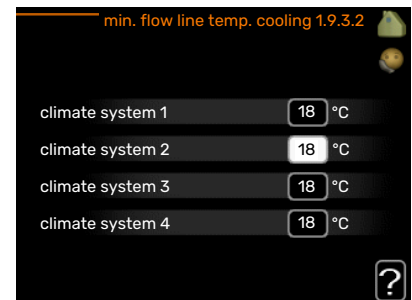 min. flow line temp. cooling 1.9.3.2
climate system 1 18 °C
climate system 2 18 °C
climate system 3 18 °C
climate system 4 18 °C
?